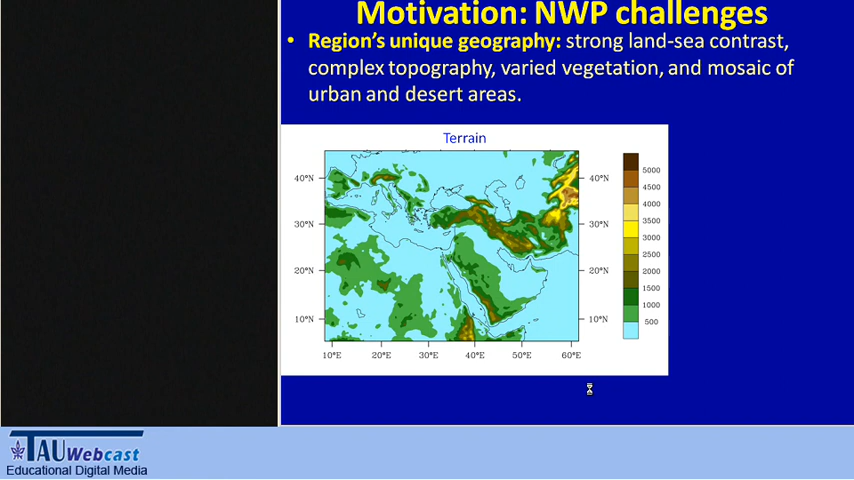 Motivation: NWP challenges
• Region's unique geography: strong land-sea contrast,
complex topography, varied vegetation, and mosaic of
urban and desert areas.
Terrain
40°N
30°N
20°N
10°N
40°N
30°N
20°N
10°N
10°E 20°E 30°E 40°E 50°E 60°E
5000
4500
4000
3500
3000
2500
2000
1500
1000
500
TAU Webcast
Educational Digital Media